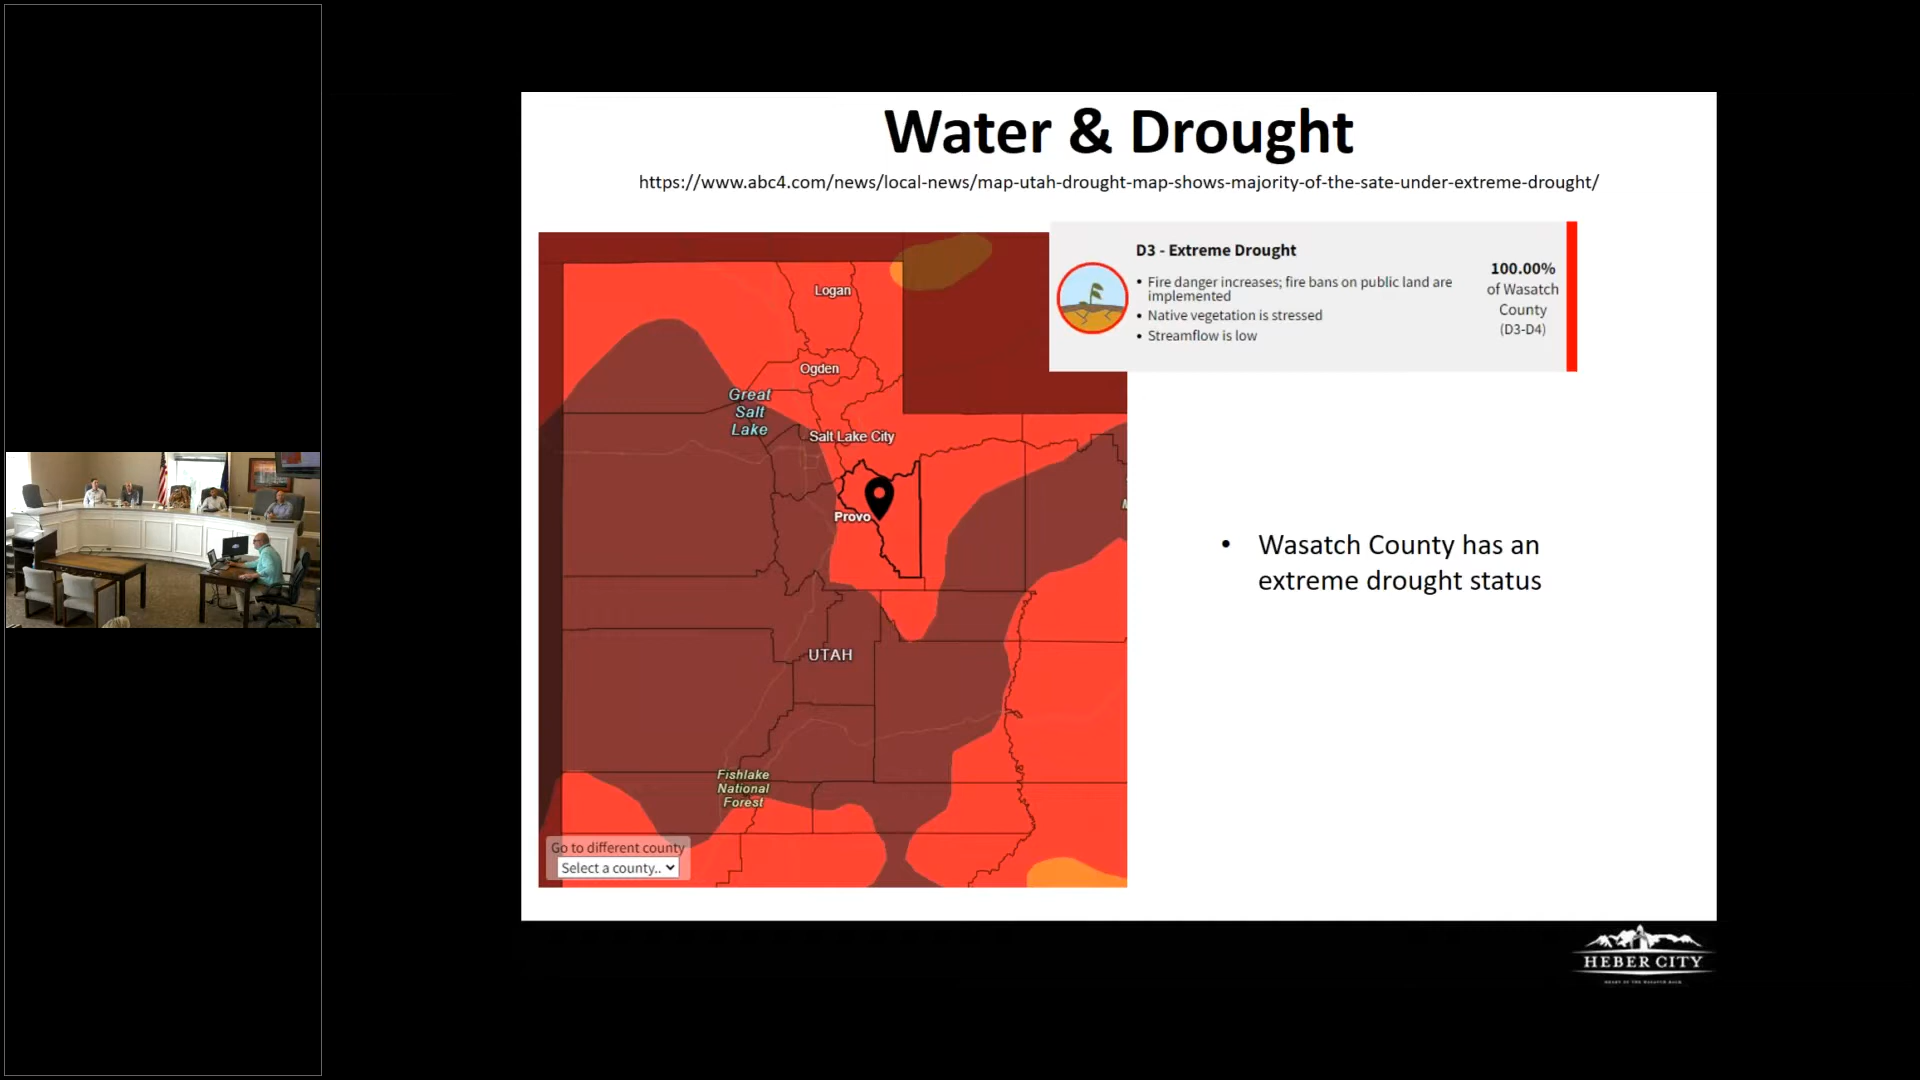 Water & Drought
https://www.abc4.com/news/local-news/map-utah-drought-map-shows-majority-of-the-sate-under-extreme-drought/
D3 - Extreme Drought
• Fire danger increases; fire bans on public land are
implemented
• Native vegetation is stressed
• Streamflow is low
100.00%
of Wasatch
County
(D3-D4)
Logan
Ogden
Great
Salt
Lake
Salt Lake City
Provo
UTAH
Fishlake
National
Forest
Go to different county
Select a county..
• Wasatch County has an
extreme drought status
HEBER CITY